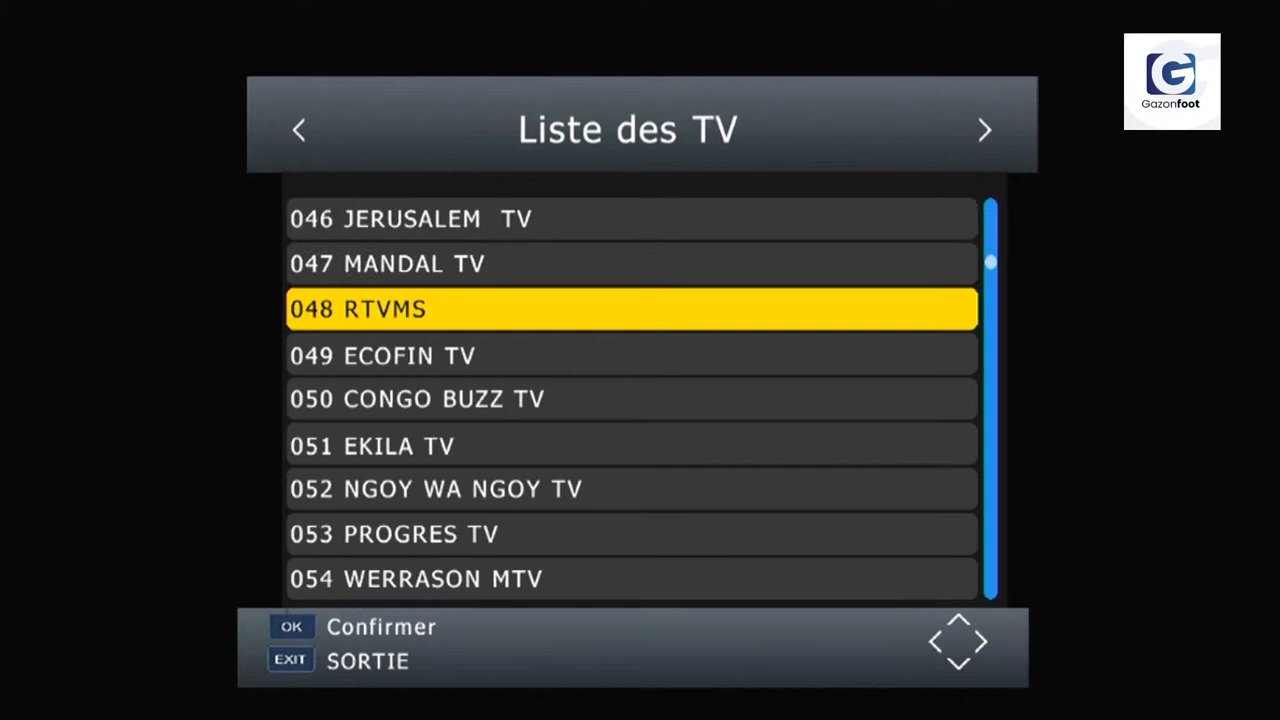 G
Gazonfoot
Liste des TV
046 JERUSALEM TV
047 MANDAL TV
048 RTVMS
049 ECOFIN TV
050 CONGO BUZZ TV
051 EKILA TV
052 NGOY WA NGOY TV
053 PROGRES TV
054 WERRASON MTV
OK Confirmer
EXIT SORTIE